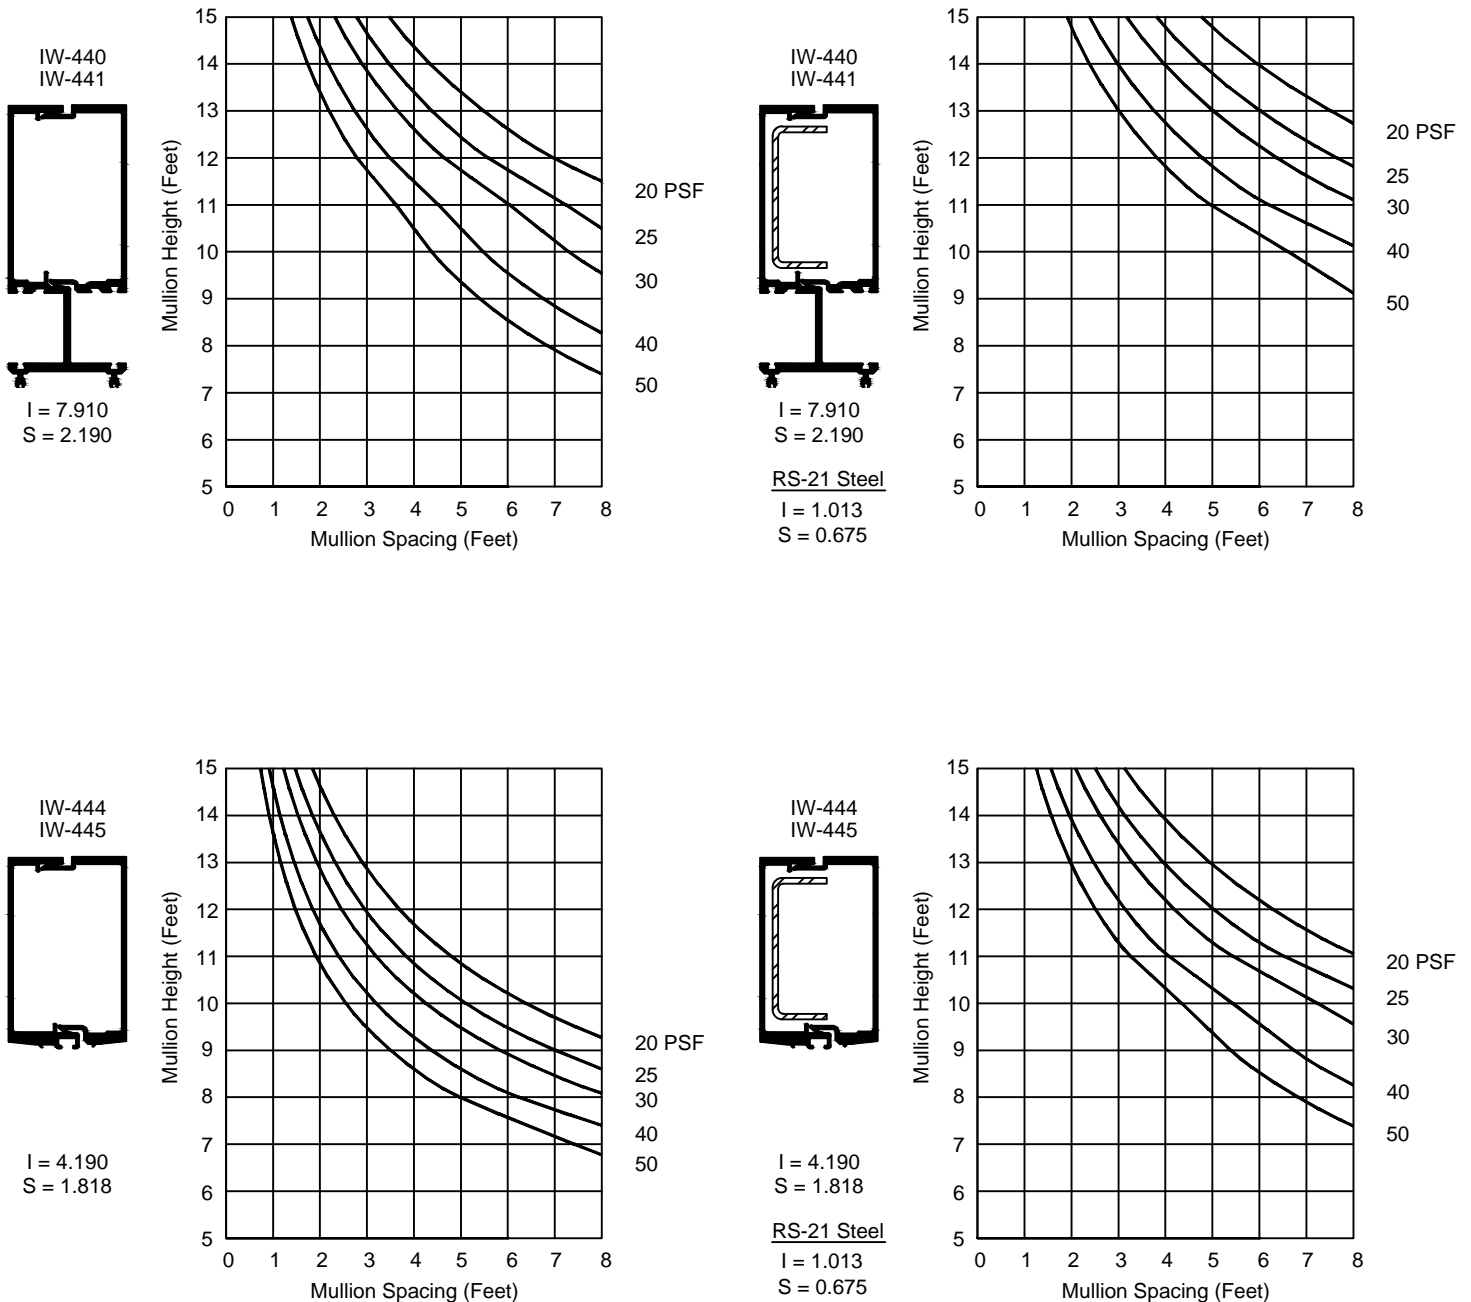 IW-440
IW-441
I = 7.910
S = 2.190
Mullion Height (Feet)
15
14
13
12
11
10
9
8
7
6
5
0 1 2 3 4 5 6 7 8
Mullion Spacing (Feet)
20 PSF
25
30
40
50
IW-440
IW-441
I = 7.910
S = 2.190
RS-21 Steel
I = 1.013
S = 0.675
Mullion Height (Feet)
15
14
13
12
11
10
9
8
7
6
5
0 1 2 3 4 5 6 7 8
Mullion Spacing (Feet)
20 PSF
25
30
40
50
IW-444
IW-445
I = 4.190
S = 1.818
Mullion Height (Feet)
15
14
13
12
11
10
9
8
7
6
5
0 1 2 3 4 5 6 7 8
Mullion Spacing (Feet)
20 PSF
25
30
40
50
IW-444
IW-445
I = 4.190
S = 1.818
RS-21 Steel
I = 1.013
S = 0.675
Mullion Height (Feet)
15
14
13
12
11
10
9
8
7
6
5
0 1 2 3 4 5 6 7 8
Mullion Spacing (Feet)
20 PSF
25
30
40
50